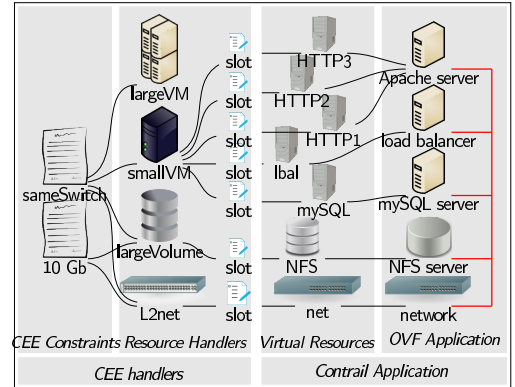 slot
HTTP3
largeVM
Apache server
slot
HTTP2
slot
HTTP1
load balancer
smallVM
slot
lbal
sameSwitch
slot
mySQL
mySQL server
largeVolume
10 Gb
slot
NFS
NFS server
L2net
slot
net
network
CEE Constraints
Resource Handlers
Virtual Resources
OVF Application
CEE handlers
Contrail Application